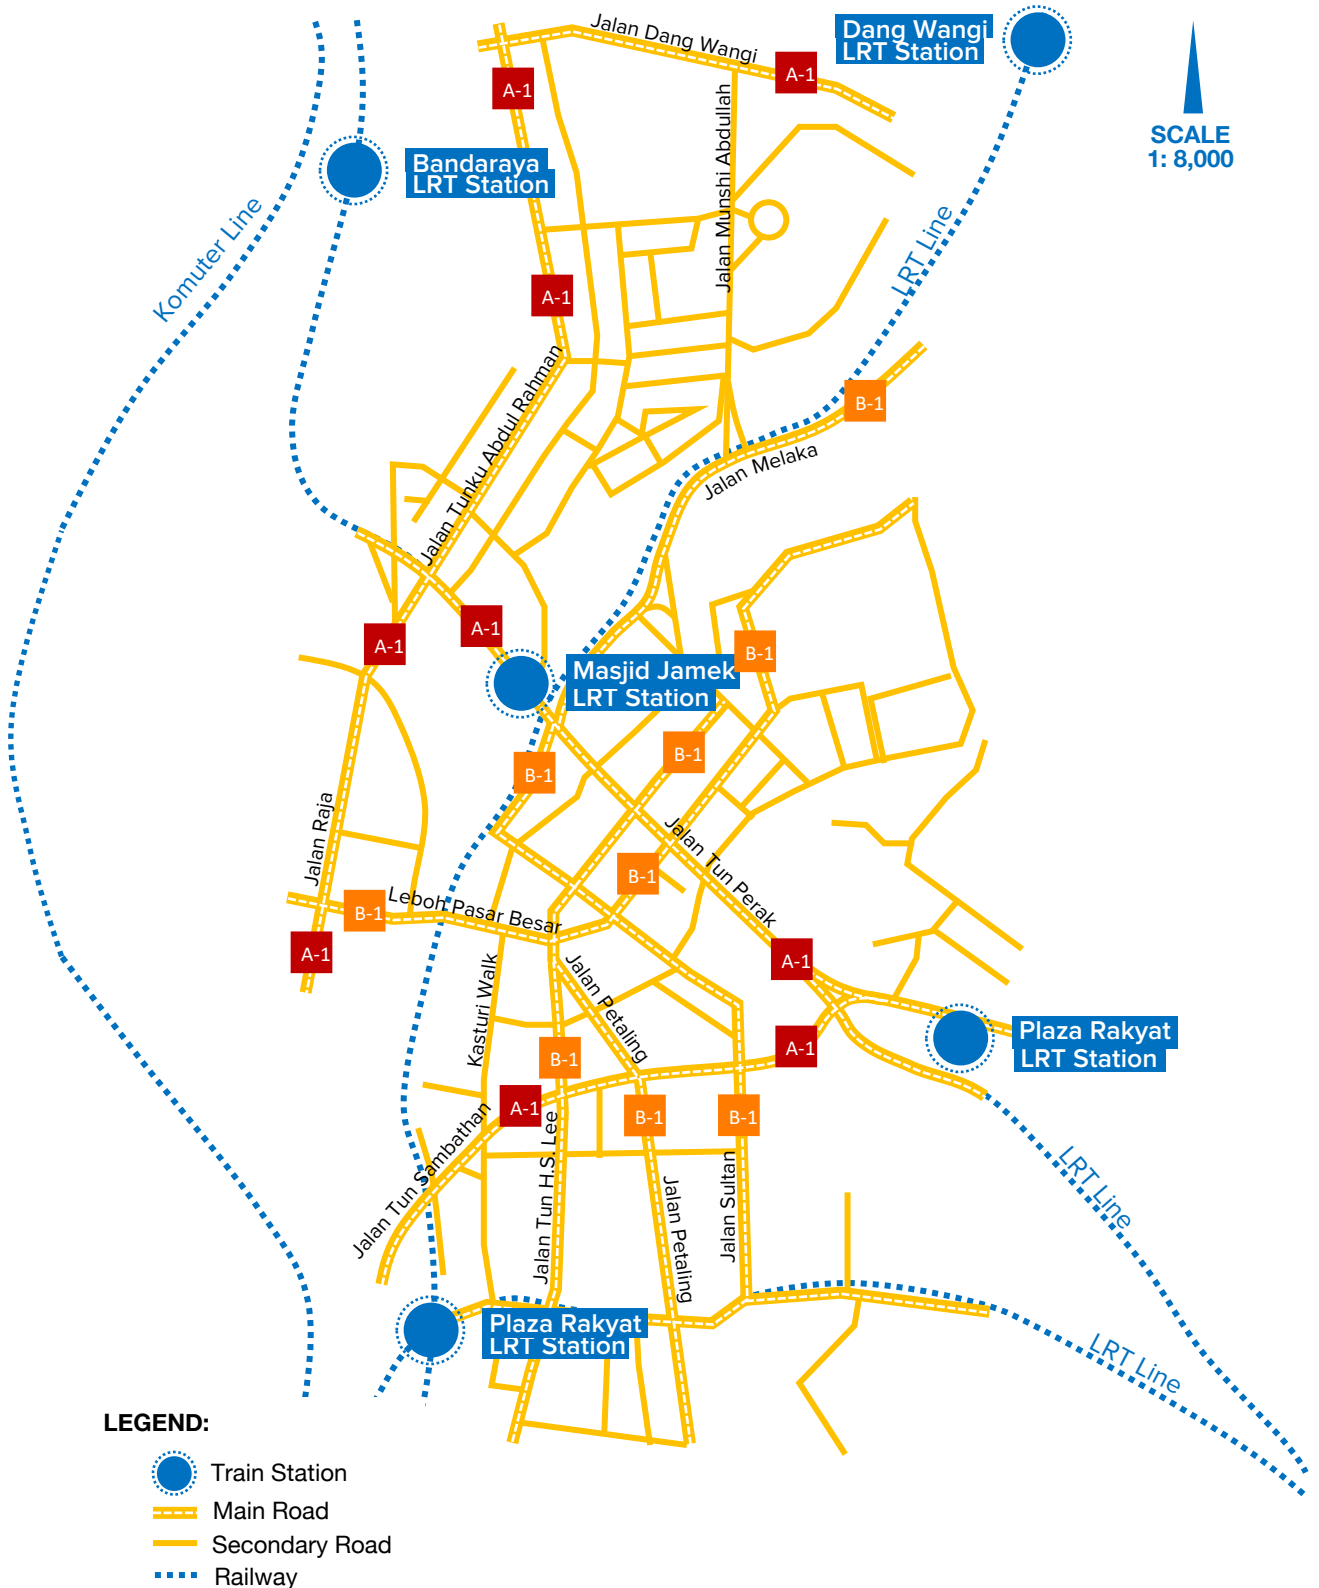 Jalan Dang Wangi
Dang Wangi
LRT Station
A-1
A-1
SCALE
1: 8,000
Bandaraya
LRT Station
Jalan Munshi Abdullah
Komuter Line
LRT Line
A-1
Jalan Tunku Abdul Rahman
B-1
Jalan Melaka
A-1
A-1
B-1
Masjid Jamek
LRT Station
B-1
B-1
Jalan Raja
Jalan Tun Perak
B-1
B-1
Leboh Pasar Besar
A-1
A-1
Kasturi Walk
Jalan Petaling
B-1
A-1
Plaza Rakyat
LRT Station
A-1
B-1
B-1
Jalan Tun Sambathan
Jalan Tun H.S. Lee
Jalan Petaling
Jalan Sultan
LRT Line
Plaza Rakyat
LRT Station
LRT Line
LEGEND:
Train Station
Main Road
Secondary Road
Railway